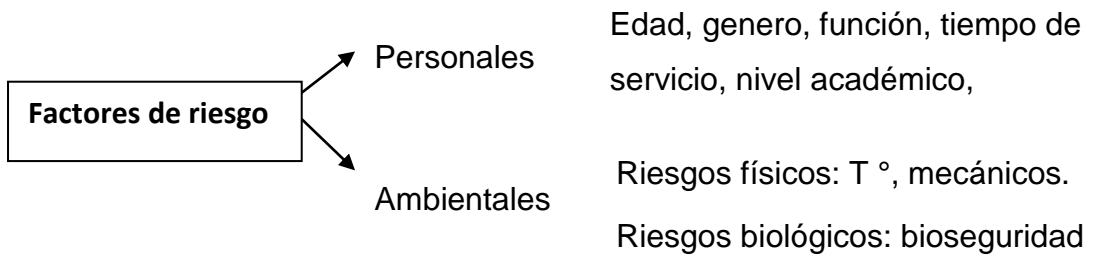 Factores de riesgo
Personales
Edad, genero, función, tiempo de
servicio, nivel académico,
Ambientales
Riesgos físicos: T °, mecánicos.
Riesgos biológicos: bioseguridad